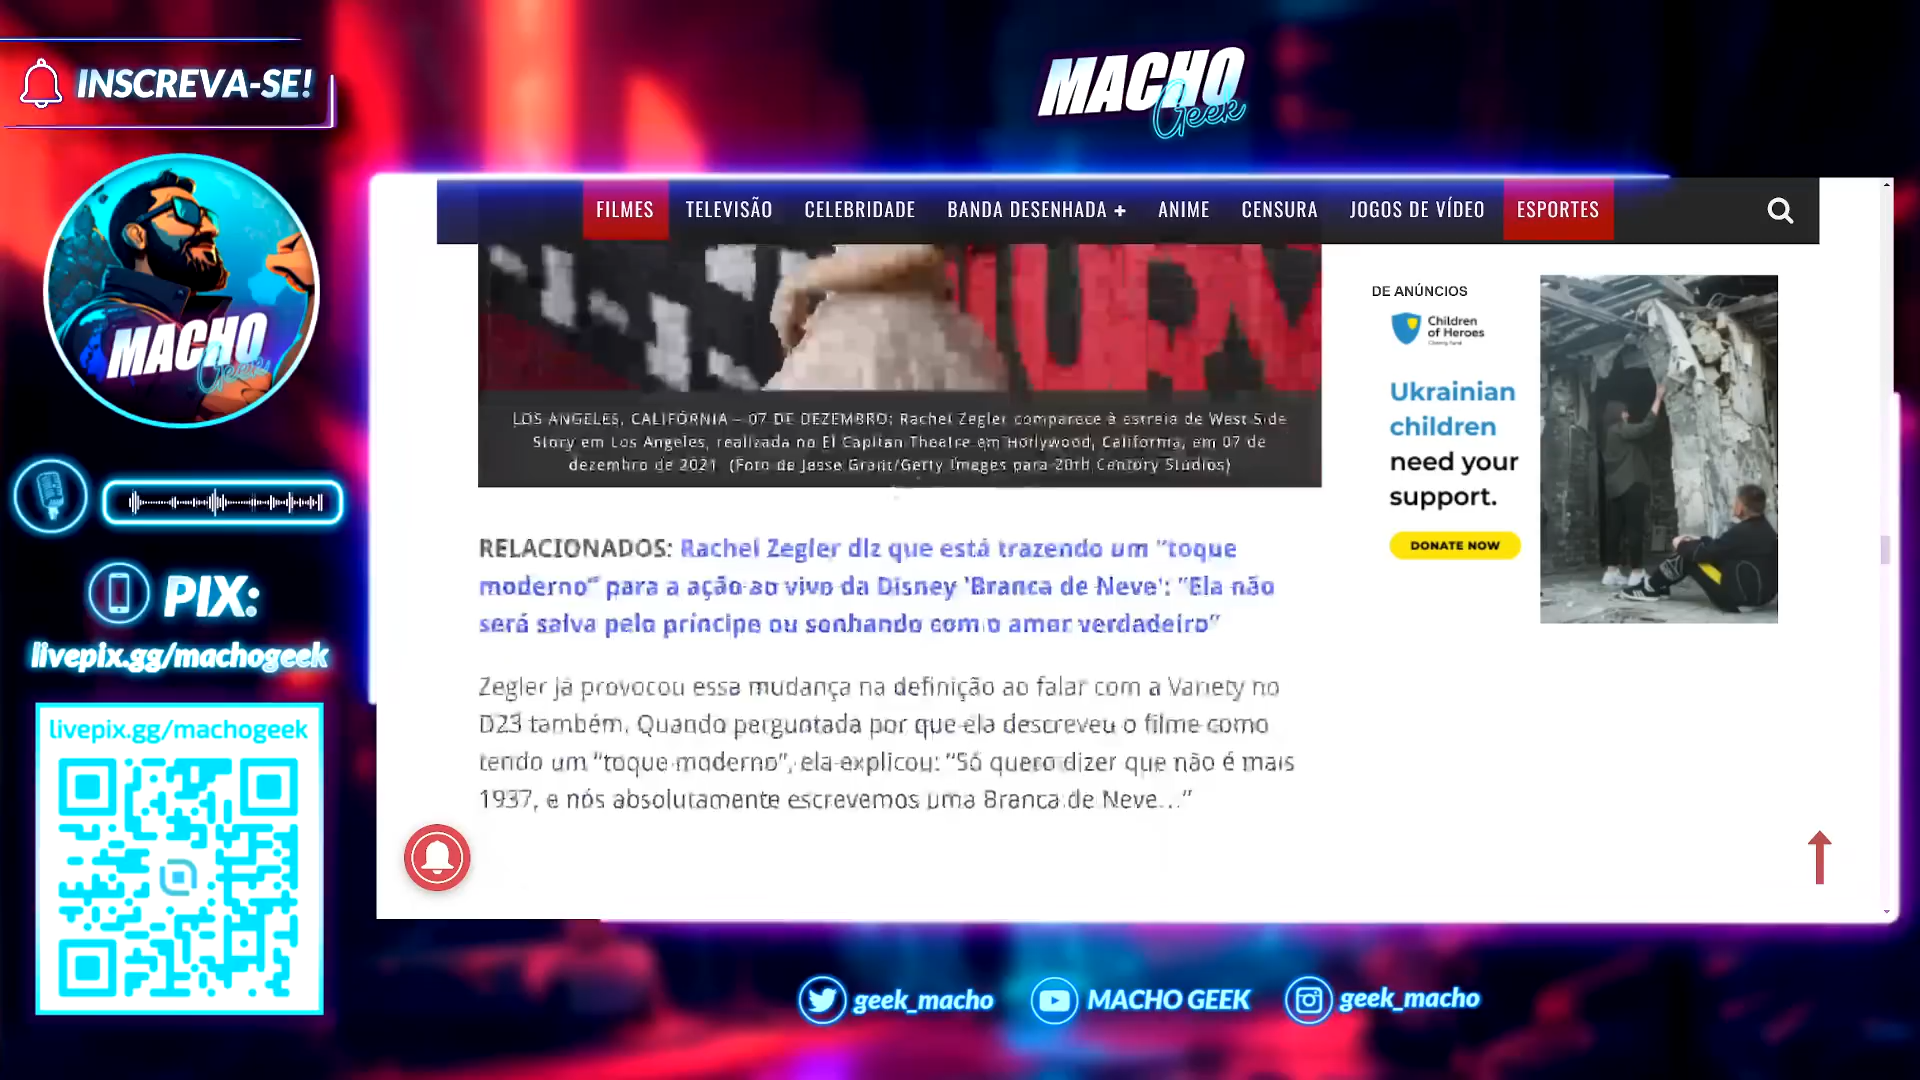 INSCREVA-SE!
MACHO
Geek
FILMES TELEVISÃO CELEBRIDADE BANDA DESENHADA + ANIME CENSURA JOGOS DE VÍDEO ESPORTES
LOS ANGELES, CALIFÓRNIA – 07 DE DEZEMBRO: Rachel Zegler comparece à estreia de West Side
Story em Los Angeles, realizada no El Capitan Theatre em Hollywood, California, em 07 de
dezembro de 2021 (Foto de Jesse Grant/Getty Images para 20th Century Studios)
RELACIONADOS: Rachel Zegler diz que está trazendo um “toque
moderno” para a ação ao vivo da Disney 'Branca de Neve': “Ela não
será salva pelo príncipe ou sonhando com o amor verdadeiro”
Zegler já provocou essa mudança na definição ao falar com a Variety no
D23 também. Quando perguntada por que ela descreveu o filme como
tendo um “toque moderno”, ela explicou: “Só quero dizer que não é mais
1937, e nós absolutamente escrevemos uma Branca de Neve…”
DE ANÚNCIOS
Children
of Heroes
Charity Fund
Ukrainian
children
need your
support.
DONATE NOW
MACHO
Geek
PIX:
livepix.gg/machogeek
livepix.gg/machogeek
geek_macho
MACHO GEEK
geek_macho